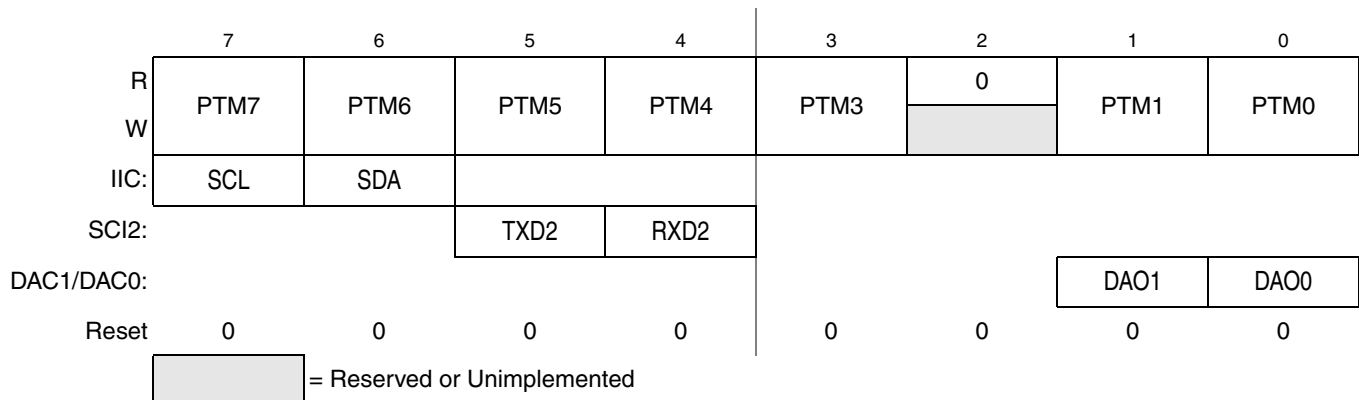 7 6 5 4 3 2 1 0
R 0
PTM7 PTM6 PTM5 PTM4 PTM3 PTM1 PTM0
W
IIC: SCL SDA
SCI2: TXD2 RXD2
DAC1/DAC0: DAO1 DAO0
Reset 0 0 0 0 0 0 0 0
= Reserved or Unimplemented